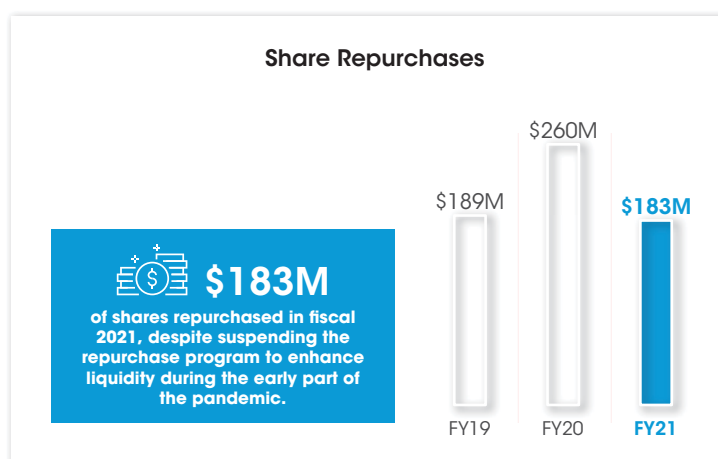 Share Repurchases
$260M
$189M
$183M
$183M
of shares repurchased in fiscal
2021, despite suspending the
repurchase program to enhance
liquidity during the early part of
the pandemic.
FY19
FY20
FY21